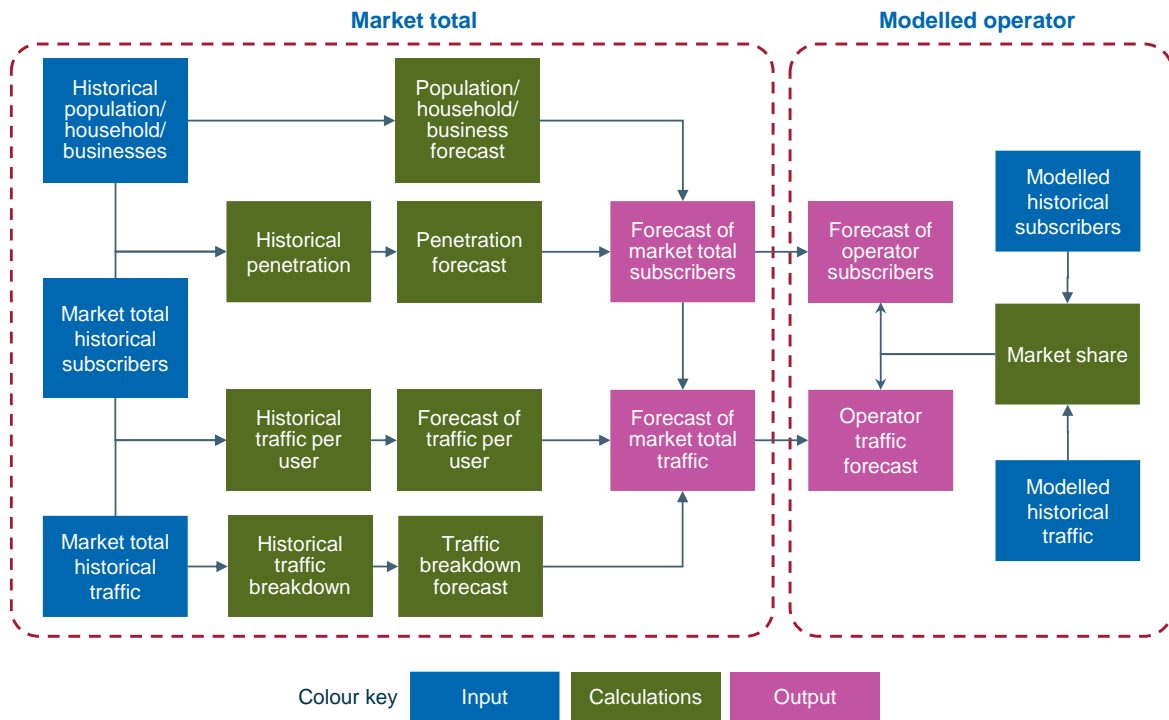 Market total
Modelled operator
Historical
population/
household/
businesses
Population/
household/
business
forecast
Modelled
historical
subscribers
Historical
penetration
Penetration
forecast
Forecast of
market total
subscribers
Forecast of
operator
subscribers
Market total
historical
subscribers
Market share
Historical
traffic per
user
Forecast of
traffic per
user
Forecast of
market total
traffic
Operator
traffic
forecast
Modelled
historical
traffic
Market total
historical
traffic
Historical
traffic
breakdown
Traffic
breakdown
forecast
Colour key
Input
Calculations
Output